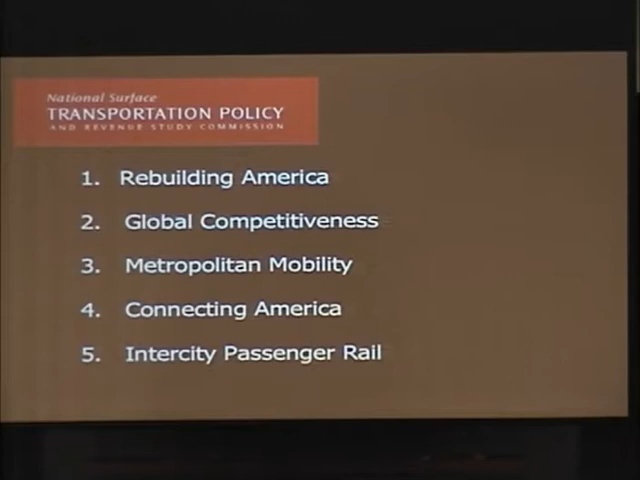 National Surface
TRANSPORTATION POLICY
AND REVENUE STUDY COMMISSION
1. Rebuilding America
2. Global Competitiveness
3. Metropolitan Mobility
4. Connecting America
5. Intercity Passenger Rail